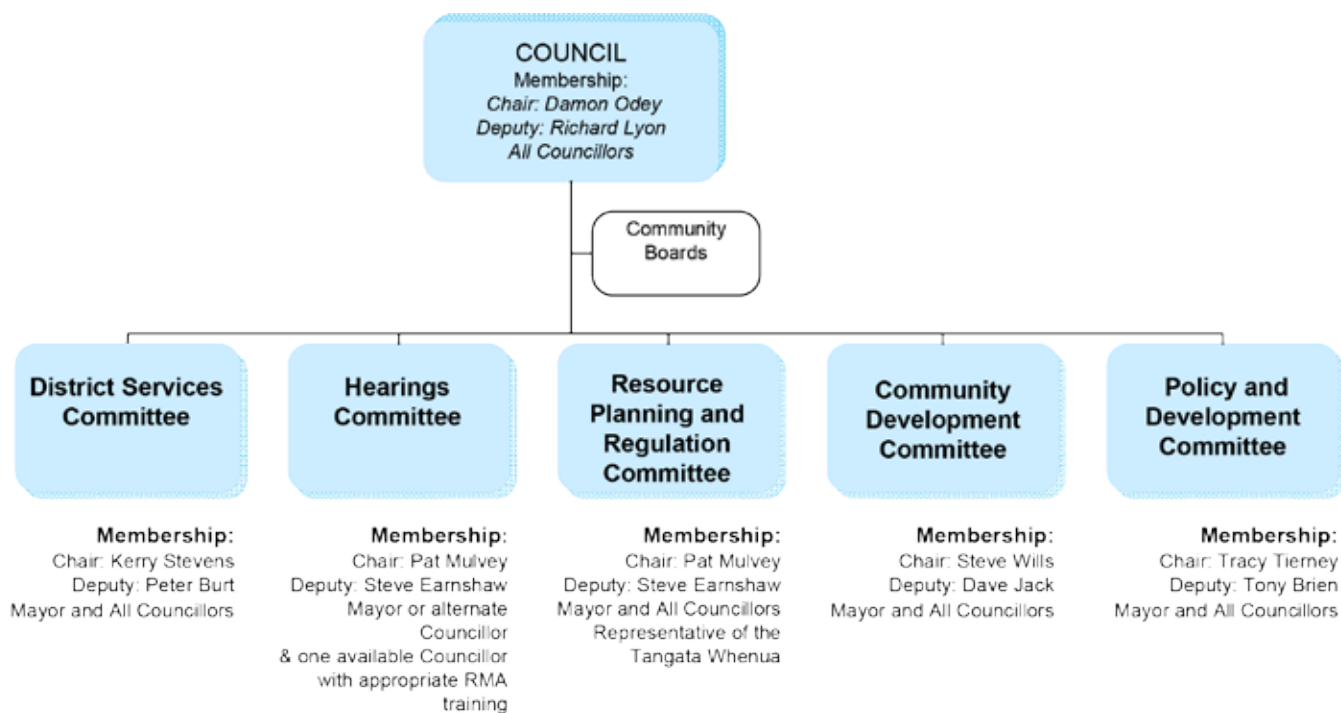 COUNCIL
Membership:
Chair: Damon Odey
Deputy: Richard Lyon
All Councillors
Community
Boards
District Services
Committee
Hearings
Committee
Resource
Planning and
Regulation
Committee
Community
Development
Committee
Policy and
Development
Committee
Membership:
Chair: Kerry Stevens
Deputy: Peter Burt
Mayor and All Councillors
Membership:
Chair: Pat Mulvey
Deputy: Steve Earnshaw
Mayor or alternate
Councillor
& one available Councillor
with appropriate RMA
training
Membership:
Chair: Pat Mulvey
Deputy: Steve Earnshaw
Mayor and All Councillors
Representative of the
Tangata Whenua
Membership:
Chair: Steve Wills
Deputy: Dave Jack
Mayor and All Councillors
Membership:
Chair: Tracy Tierney
Deputy: Tony Brien
Mayor and All Councillors